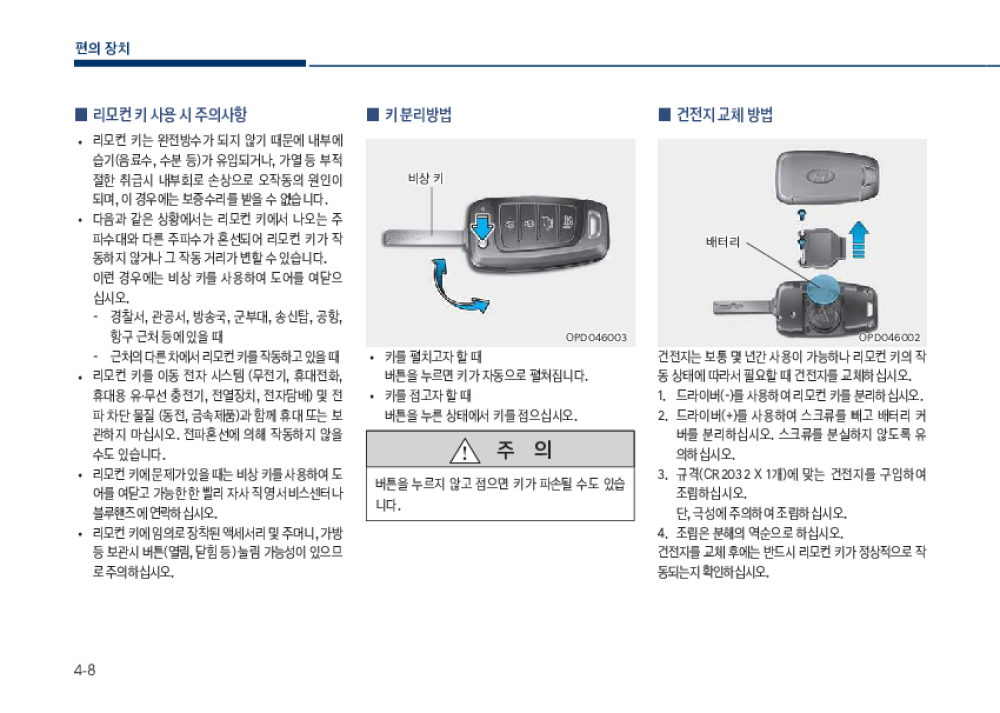 편의 장치
■ 리모컨 키 사용 시 주의사항
• 리모컨 키는 완전방수가 되지 않기 때문에 내부에
습기(음료수, 수분 등)가 유입되거나, 가열 등 부적
절한 취급시 내부회로 손상으로 오작동의 원인이
되며, 이 경우에는 보증수리를 받을 수 없습니다.
• 다음과 같은 상황에서는 리모컨 키에서 나오는 주
파수대와 다른 주파수가 혼선되어 리모컨 키가 작
동하지 않거나 그 작동 거리가 변할 수 있습니다.
이런 경우에는 비상 키를 사용하여 도어를 여닫으
십시오.
- 경찰서, 관공서, 방송국, 군부대, 송신탑, 공항,
항구 근처 등에 있을 때
- 근처의 다른 차에서 리모컨 키를 작동하고 있을 때
• 리모컨 키를 이동 전자 시스템 (무전기, 휴대전화,
휴대용 유·무선 충전기, 전열장치, 전자담배) 및 전
파 차단 물질 (동전, 금속제품)과 함께 휴대 또는 보
관하지 마십시오. 전파혼선에 의해 작동하지 않을
수도 있습니다.
• 리모컨 키에 문제가 있을 때는 비상 키를 사용하여 도
어를 여닫고 가능한 한 빨리 자사 직영 서비스센터나
블루핸즈에 연락하십시오.
• 리모컨 키에 임의로 장착된 액세서리 및 주머니, 가방
등 보관시 버튼(열림, 닫힘 등) 눌림 가능성이 있으므
로 주의하십시오.
■ 키 분리방법
비상 키
OPD046003
• 키를 펼치고자 할 때
버튼을 누르면 키가 자동으로 펼쳐집니다.
• 키를 접고자 할 때
버튼을 누른 상태에서 키를 접으십시오.
주 의
버튼을 누르지 않고 접으면 키가 파손될 수도 있습
니다.
■ 건전지 교체 방법
배터리
OPD046002
건전지는 보통 몇 년간 사용이 가능하나 리모컨 키의 작
동 상태에 따라서 필요할 때 건전지를 교체하십시오.
1. 드라이버(-)를 사용하여 리모컨 키를 분리하십시오.
2. 드라이버(+)를 사용하여 스크류를 빼고 배터리 커
버를 분리하십시오. 스크류를 분실하지 않도록 유
의하십시오.
3. 규격(CR2032 X 1개)에 맞는 건전지를 구입하여
조립하십시오.
단, 극성에 주의하여 조립하십시오.
4. 조립은 분해의 역순으로 하십시오.
건전지를 교체 후에는 반드시 리모컨 키가 정상적으로 작
동되는지 확인하십시오.
4-8